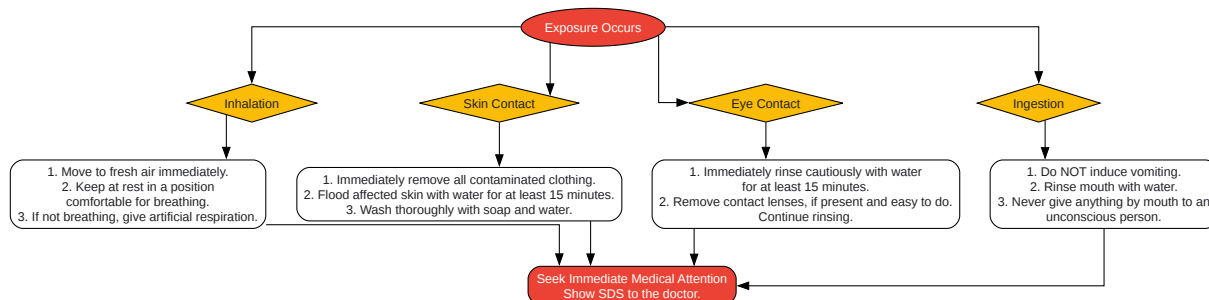 Exposure Occurs
Inhalation
Skin Contact
Eye Contact
Ingestion
1. Move to fresh air immediately.
2. Keep at rest in a position
comfortable for breathing.
3. If not breathing, give artificial respiration.
1. Immediately remove all contaminated clothing.
2. Flood affected skin with water for at least 15 minutes.
3. Wash thoroughly with soap and water.
1. Immediately rinse cautiously with water
for at least 15 minutes.
2. Remove contact lenses, if present and easy to do.
Continue rinsing.
1. Do NOT induce vomiting.
2. Rinse mouth with water.
3. Never give anything by mouth to an
unconscious person.
Seek Immediate Medical Attention
Show SDS to the doctor.